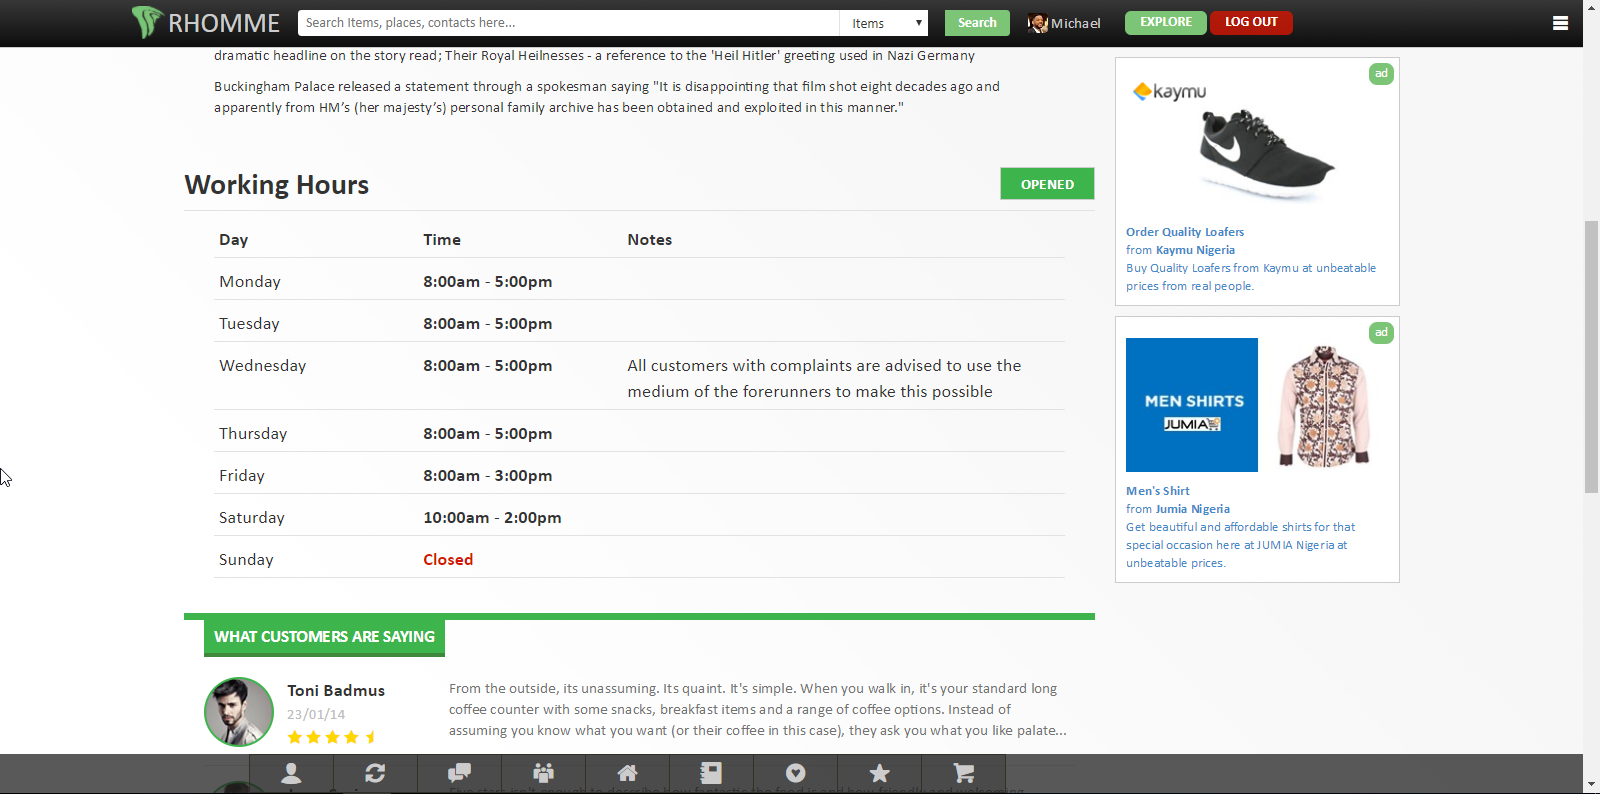 RHOMME
Search Items, places, contacts here...
Items
Search
Michael
EXPLORE
LOG OUT
dramatic headline on the story read; Their Royal Heilnesses - a reference to the 'Heil Hitler' greeting used in Nazi Germany
Buckingham Palace released a statement through a spokesman saying "It is disappointing that film shot eight decades ago and
apparently from HM’s (her majesty’s) personal family archive has been obtained and exploited in this manner."
Working Hours
OPENED
Day Time Notes
Monday 8:00am - 5:00pm
Tuesday 8:00am - 5:00pm
Wednesday 8:00am - 5:00pm All customers with complaints are advised to use the
medium of the forerunners to make this possible
Thursday 8:00am - 5:00pm
Friday 8:00am - 3:00pm
Saturday 10:00am - 2:00pm
Sunday Closed
WHAT CUSTOMERS ARE SAYING
Toni Badmus
23/01/14
From the outside, its unassuming. Its quaint. It's simple. When you walk in, it's your standard long
coffee counter with some snacks, breakfast items and a range of coffee options. Instead of
assuming you know what you want (or their coffee in this case), they ask you what you like palate...
ad
kaymu
Order Quality Loafers
from Kaymu Nigeria
Buy Quality Loafers from Kaymu at unbeatable
prices from real people.
ad
MEN SHIRTS
JUMIA
Men's Shirt
from Jumia Nigeria
Get beautiful and affordable shirts for that
special occasion here at JUMIA Nigeria at
unbeatable prices.